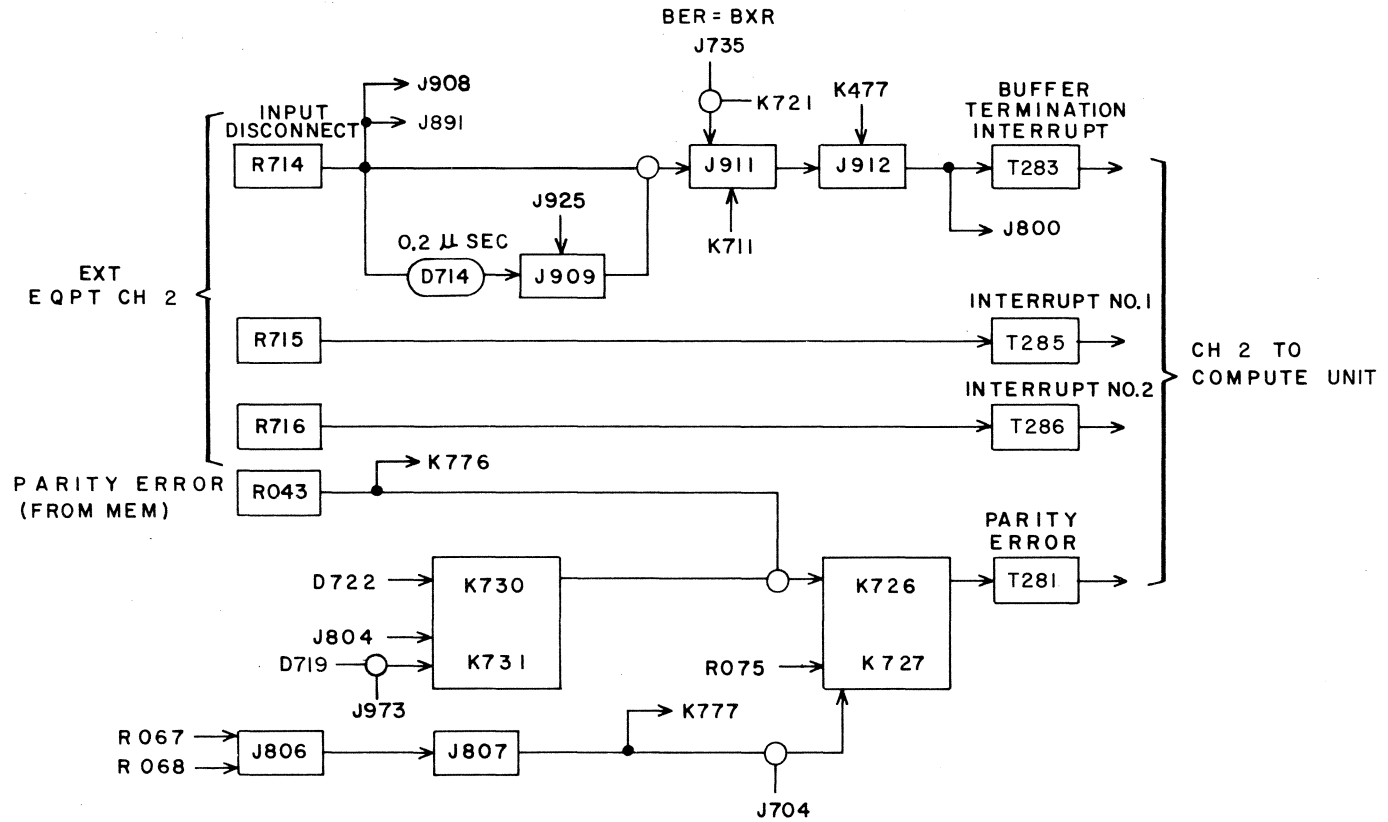 BER = BXR
J735
K721
K477
J908
J891
INPUT
DISCONNECT
R714
J911
J912
BUFFER
TERMINATION
INTERRUPT
T283
J800
K711
J925
0.2 μ SEC
D714
J909
EXT
EQPT CH 2
INTERRUPT NO.1
R715
T285
CH 2 TO
COMPUTE UNIT
INTERRUPT NO.2
R716
T286
K776
PARITY ERROR
(FROM MEM)
R043
PARITY
ERROR
D722
K730
K726
T281
J804
D719
K731
R075
K727
J973
K777
R067
R068
J806
J807
J704